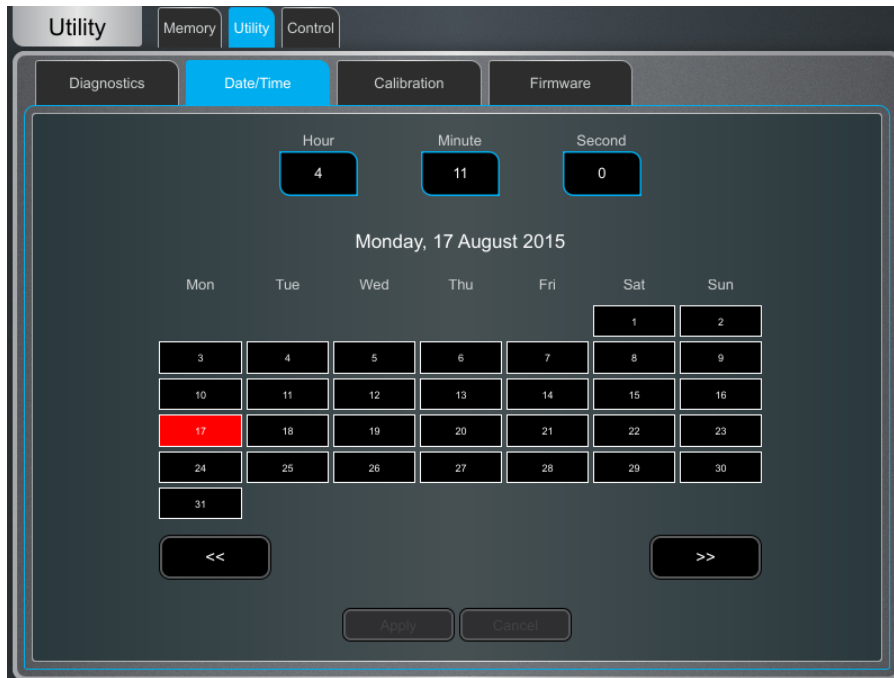 Utility Memory Utility Control
Diagnostics Date/Time Calibration Firmware
Hour Minute Second
4 11 0
Monday, 17 August 2015
Mon Tue Wed Thu Fri Sat Sun
1 2
3 4 5 6 7 8 9
10 11 12 13 14 15 16
17 18 19 20 21 22 23
24 25 26 27 28 29 30
31
<< >>
Apply Cancel